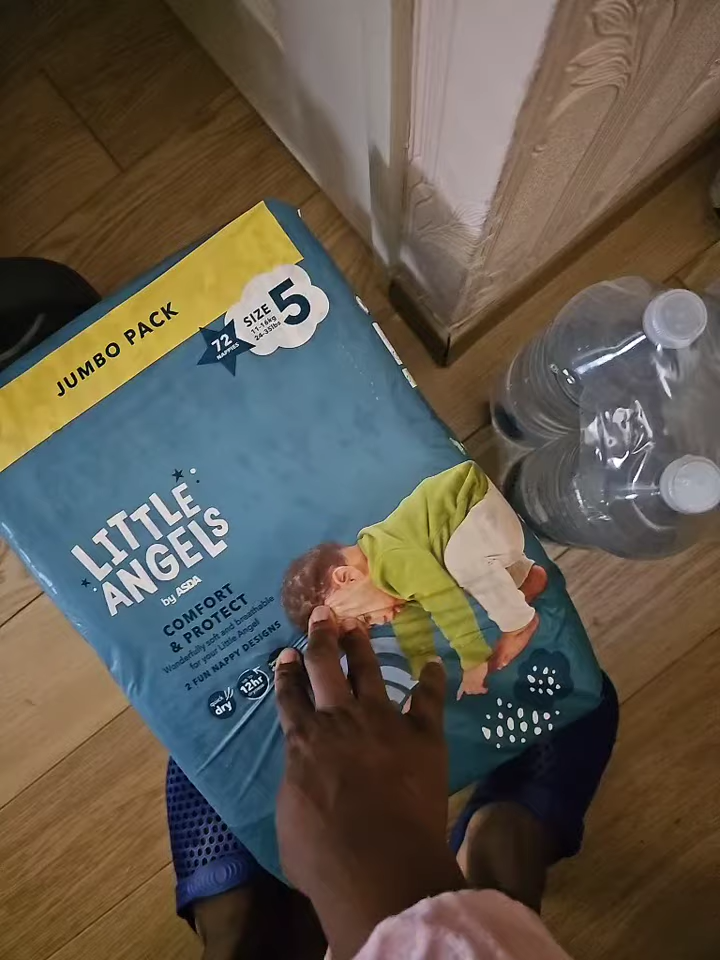 JUMBO PACK
72
NAPPIES
SIZE
5
11-16kg
24-35lbs
LITTLE
ANGELS
by ASDA
COMFORT
& PROTECT
Wonderfully soft and breathable
for your Little Angel
2 FUN NAPPY DESIGNS
quick
dry
12hr